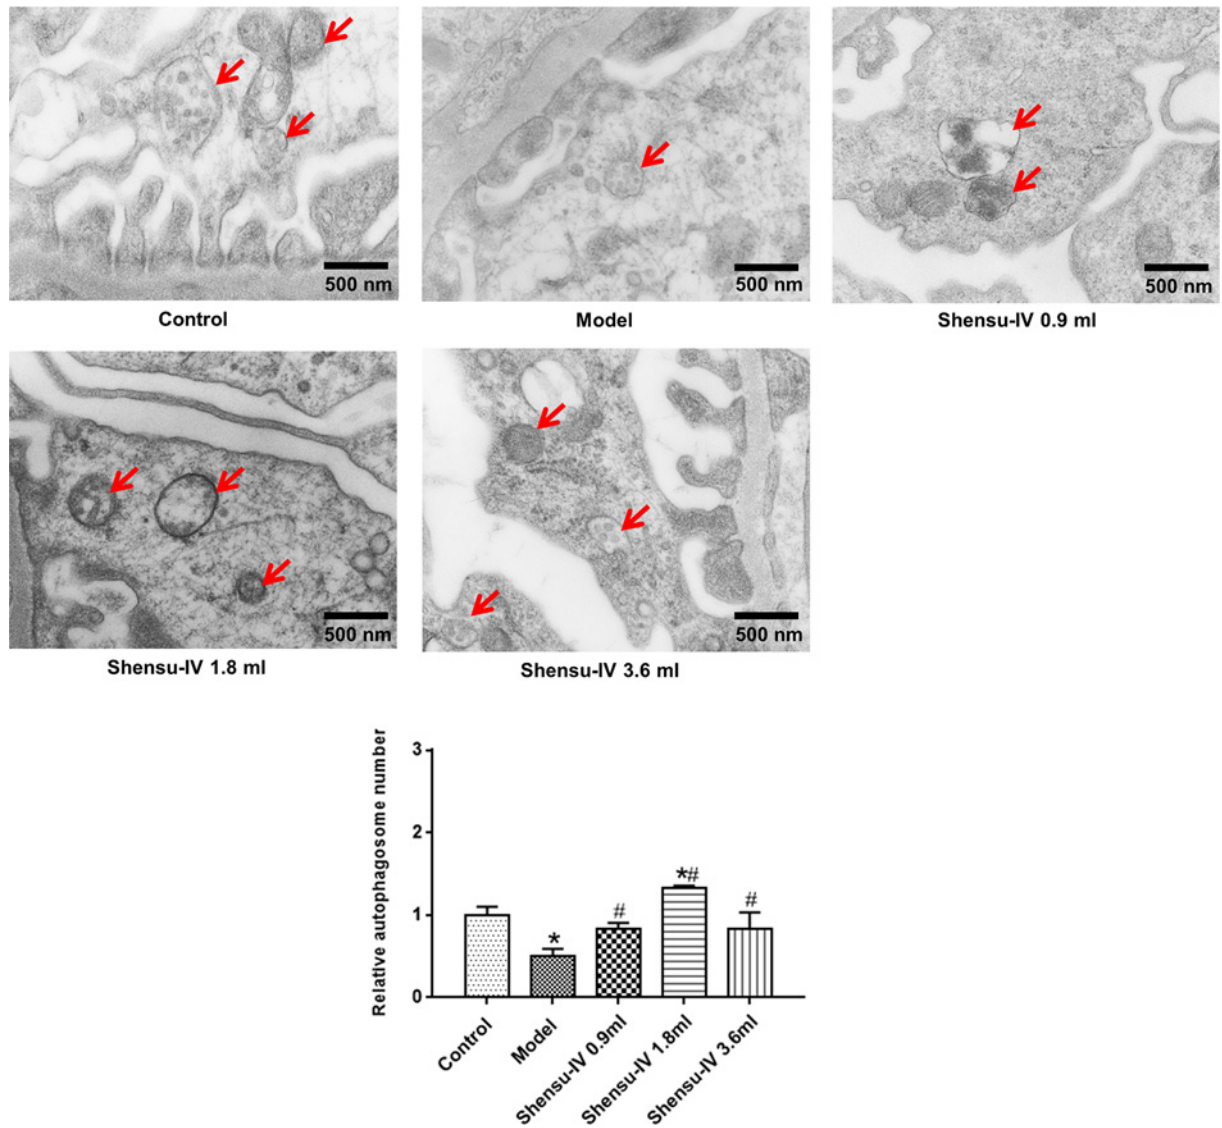 500 nm
500 nm
500 nm
Control
Model
Shensu-IV 0.9 ml
500 nm
500 nm
Shensu-IV 1.8 ml
Shensu-IV 3.6 ml
Relative autophagosome number
3
2
1
0
*
#
*#
#
Control
Model
Shensu-IV 0.9ml
Shensu-IV 1.8ml
Shensu-IV 3.6ml